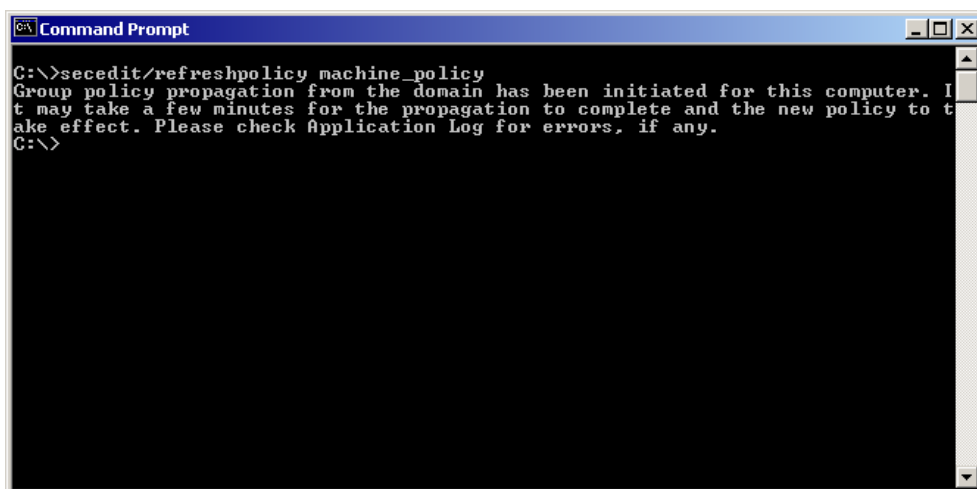 Command Prompt
C:\>secedit/refreshpolicy machine_policy
Group policy propagation from the domain has been initiated for this computer. I
t may take a few minutes for the propagation to complete and the new policy to t
ake effect. Please check Application Log for errors, if any.
C:\>